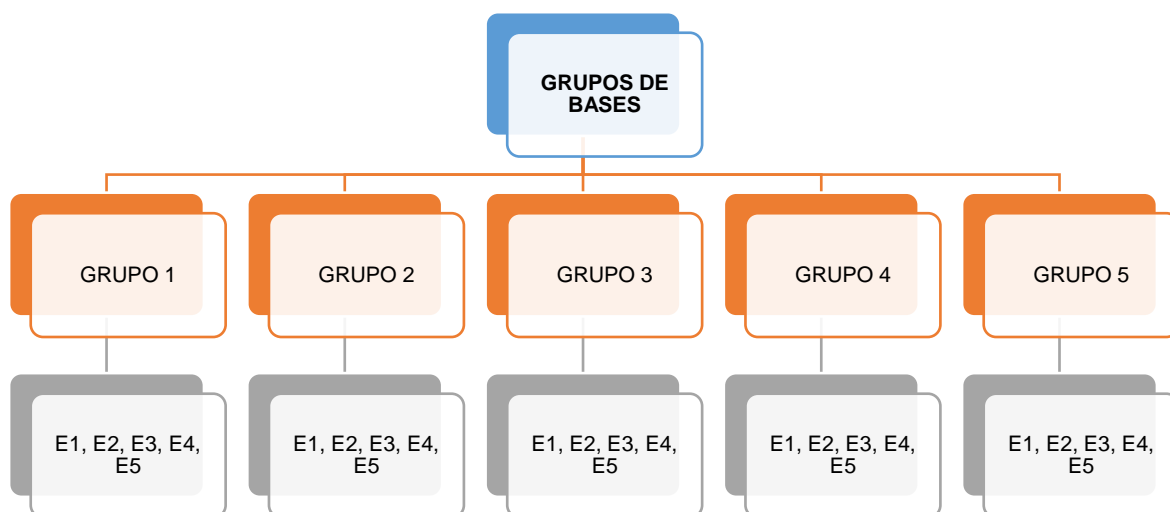 GRUPOS DE
BASES
GRUPO 1
GRUPO 2
GRUPO 3
GRUPO 4
GRUPO 5
E1, E2, E3, E4,
E5
E1, E2, E3, E4,
E5
E1, E2, E3, E4,
E5
E1, E2, E3, E4,
E5
E1, E2, E3, E4,
E5